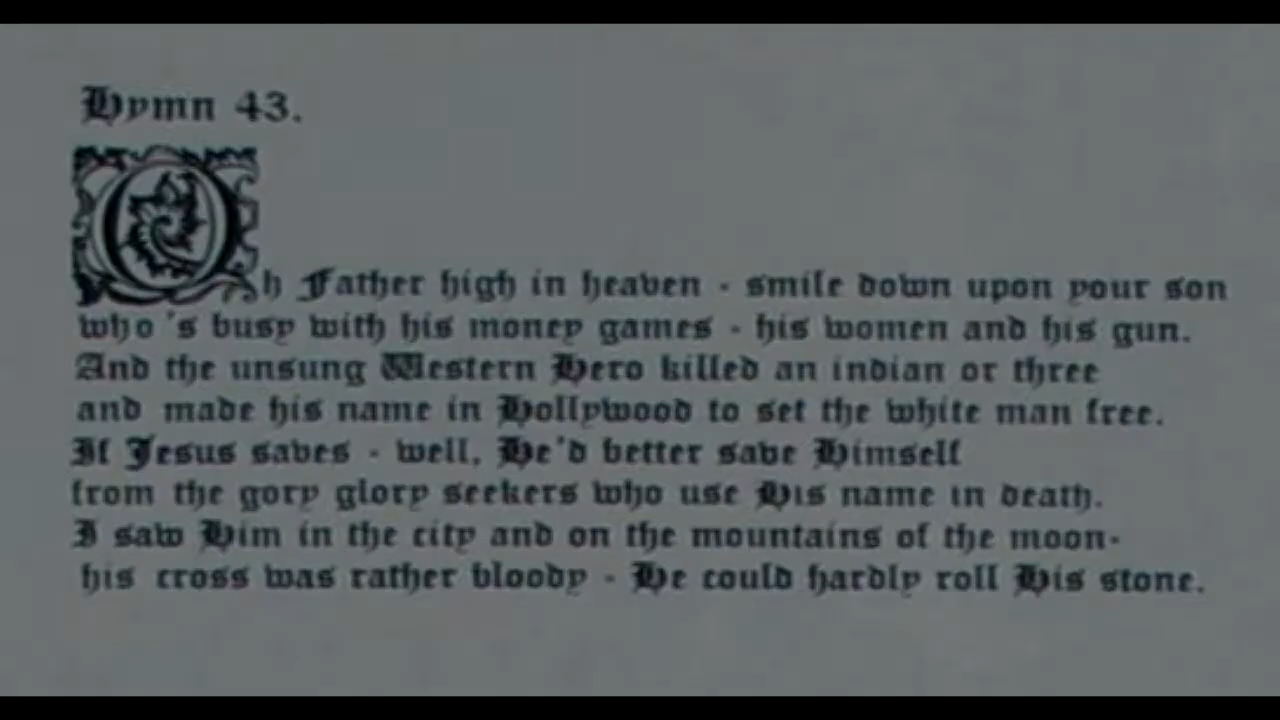 Hymn 43.
Oh Father high in heaven - smile down upon your son
who's busy with his money games - his women and his gun.
And the unsung Western Hero killed an indian or three
and made his name in Hollywood to set the white man free.
If Jesus saves - well, He'd better save Himself
from the gory glory seekers who use His name in death.
I saw Him in the city and on the mountains of the moon-
his cross was rather bloody - He could hardly roll His stone.